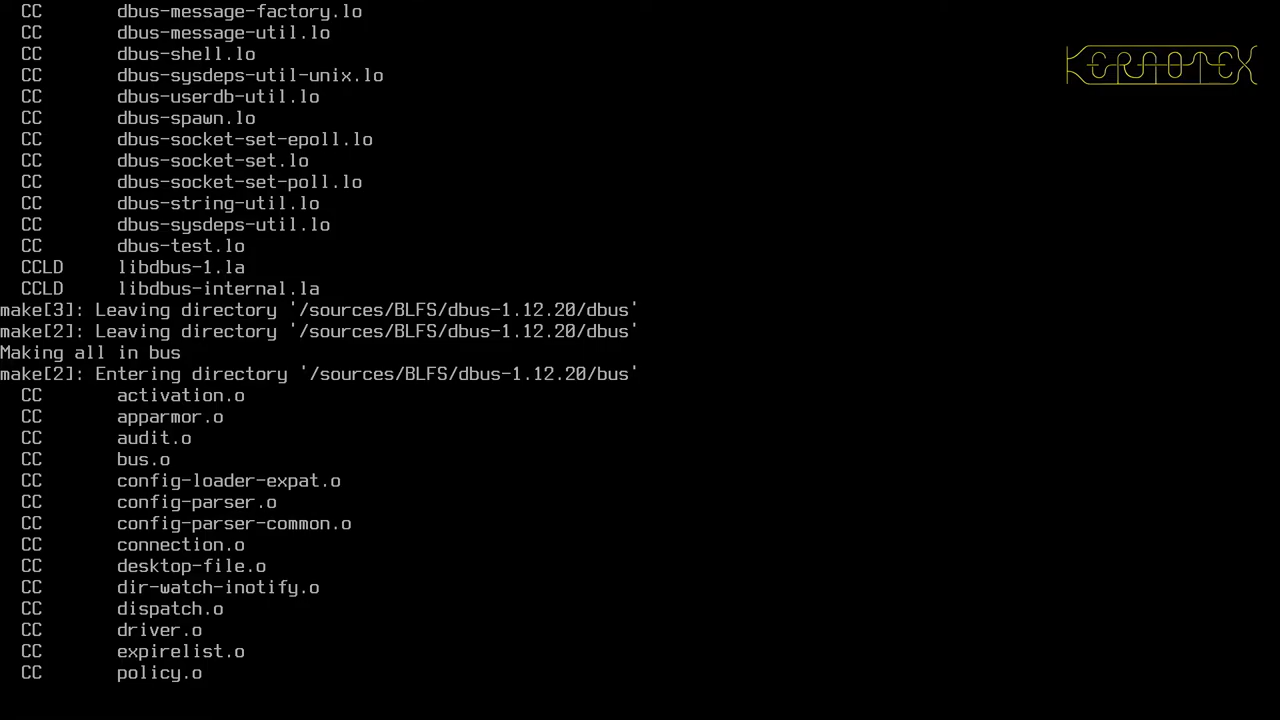 CC dbus-message-factory.lo
KERNOTEX
CC dbus-message-util.lo
CC dbus-shell.lo
CC dbus-sysdeps-util-unix.lo
CC dbus-userdb-util.lo
CC dbus-spawn.lo
CC dbus-socket-set-epoll.lo
CC dbus-socket-set.lo
CC dbus-socket-set-poll.lo
CC dbus-string-util.lo
CC dbus-sysdeps-util.lo
CC dbus-test.lo
CCLD libdbus-1.la
CCLD libdbus-internal.la
make[3]: Leaving directory '/sources/BLFS/dbus-1.12.20/dbus'
make[2]: Leaving directory '/sources/BLFS/dbus-1.12.20/dbus'
Making all in bus
make[2]: Entering directory '/sources/BLFS/dbus-1.12.20/bus'
CC activation.o
CC apparmor.o
CC audit.o
CC bus.o
CC config-loader-expat.o
CC config-parser.o
CC config-parser-common.o
CC connection.o
CC desktop-file.o
CC dir-watch-inotify.o
CC dispatch.o
CC driver.o
CC expirelist.o
CC policy.o